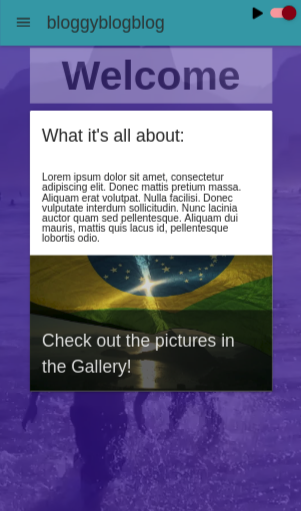 bloggyblogblog
Welcome
What it's all about:
Lorem ipsum dolor sit amet, consectetur
adipiscing elit. Donec mattis pretium massa.
Aliquam erat volutpat. Nulla facilisi. Donec
vulputate interdum sollicitudin. Nunc lacinia
auctor quam sed pellentesque. Aliquam dui
mauris, mattis quis lacus id, pellentesque
lobortis odio.
Check out the pictures in
the Gallery!